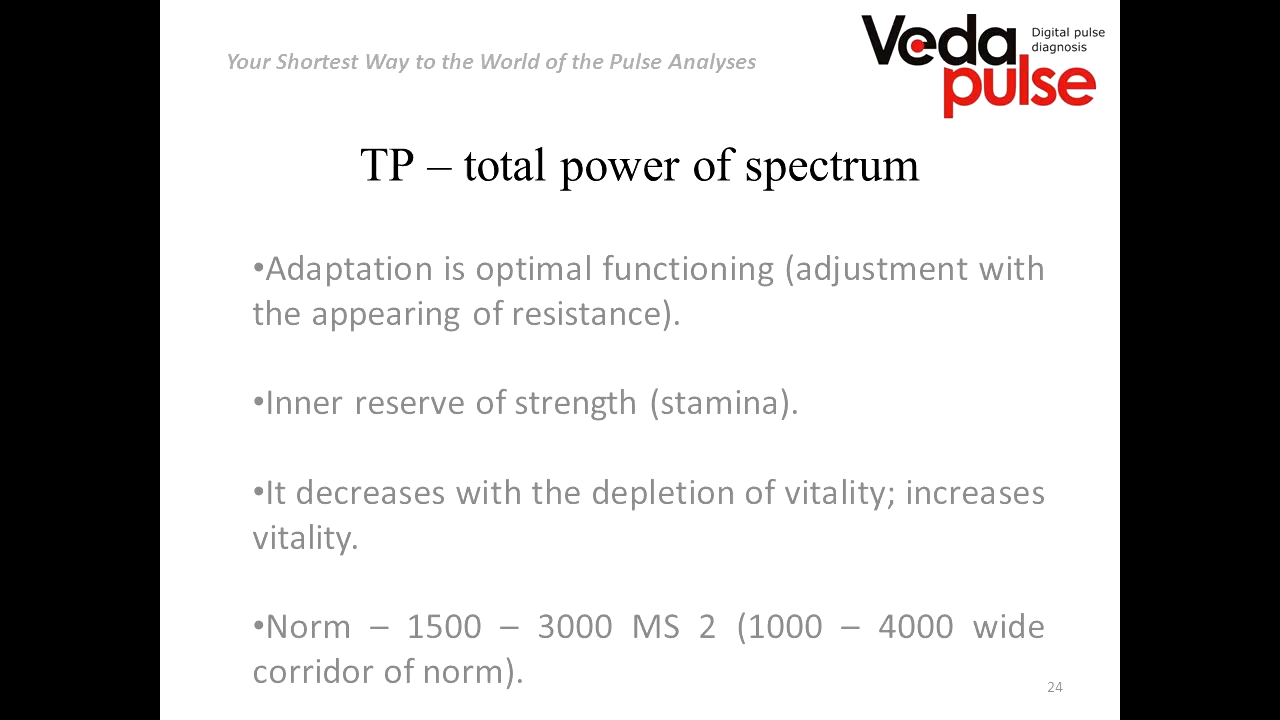 Your Shortest Way to the World of the Pulse Analyses
Veda
pulse
Digital pulse
diagnosis
TP – total power of spectrum
•Adaptation is optimal functioning (adjustment with
the appearing of resistance).
•Inner reserve of strength (stamina).
•It decreases with the depletion of vitality; increases
vitality.
•Norm – 1500 – 3000 MS 2 (1000 – 4000 wide
corridor of norm).
24